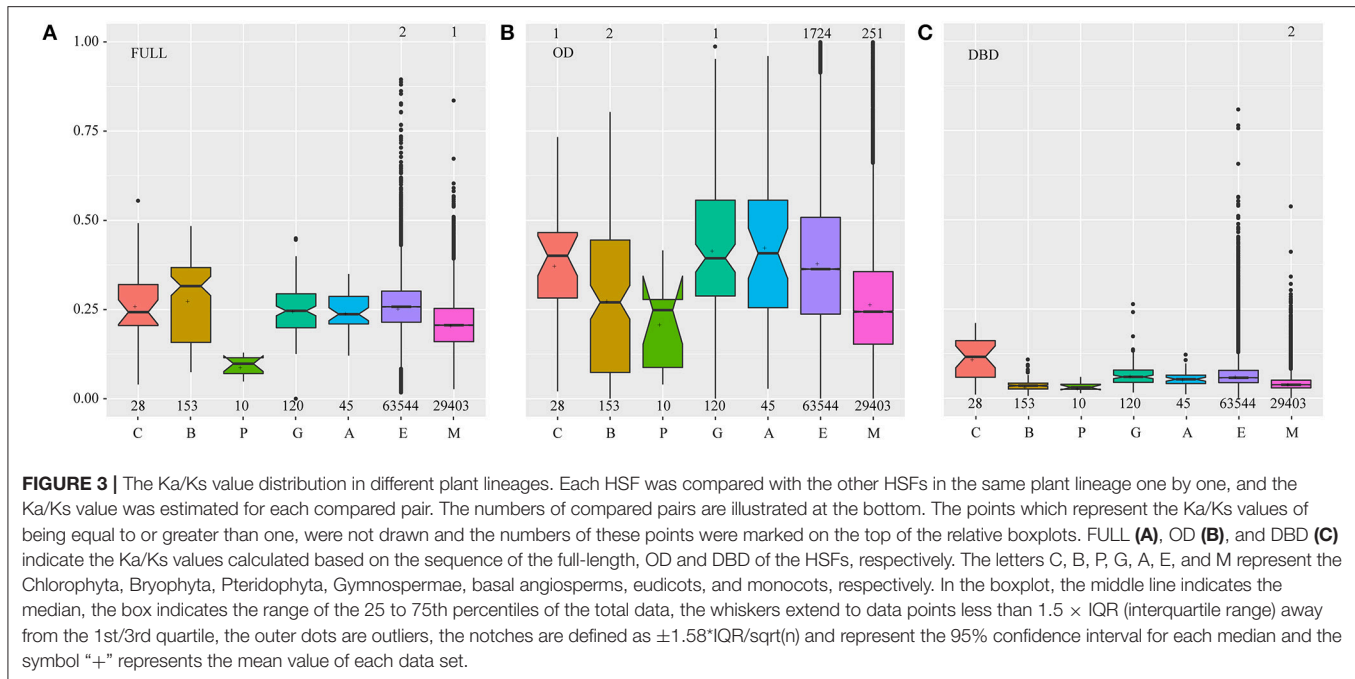 A B C
2 1 1 2 1 1724 251 2
1.00 FULL OD DBD
0.75
0.50
0.25
0.00
28 153 10 120 45 63544 29403 28 153 10 120 45 63544 29403 28 153 10 120 45 63544 29403
C B P G A E M C B P G A E M C B P G A E M
FIGURE 3 | The Ka/Ks value distribution in different plant lineages. Each HSF was compared with the other HSFs in the same plant lineage one by one, and the
Ka/Ks value was estimated for each compared pair. The numbers of compared pairs are illustrated at the bottom. The points which represent the Ka/Ks values of
being equal to or greater than one, were not drawn and the numbers of these points were marked on the top of the relative boxplots. FULL (A), OD (B), and DBD (C)
indicate the Ka/Ks values calculated based on the sequence of the full-length, OD and DBD of the HSFs, respectively. The letters C, B, P, G, A, E, and M represent the
Chlorophyta, Bryophyta, Pteridophyta, Gymnospermae, basal angiosperms, eudicots, and monocots, respectively. In the boxplot, the middle line indicates the
median, the box indicates the range of the 25 to 75th percentiles of the total data, the whiskers extend to data points less than 1.5 × IQR (interquartile range) away
from the 1st/3rd quartile, the outer dots are outliers, the notches are defined as ±1.58*IQR/sqrt(n) and represent the 95% confidence interval for each median and the
symbol “+” represents the mean value of each data set.